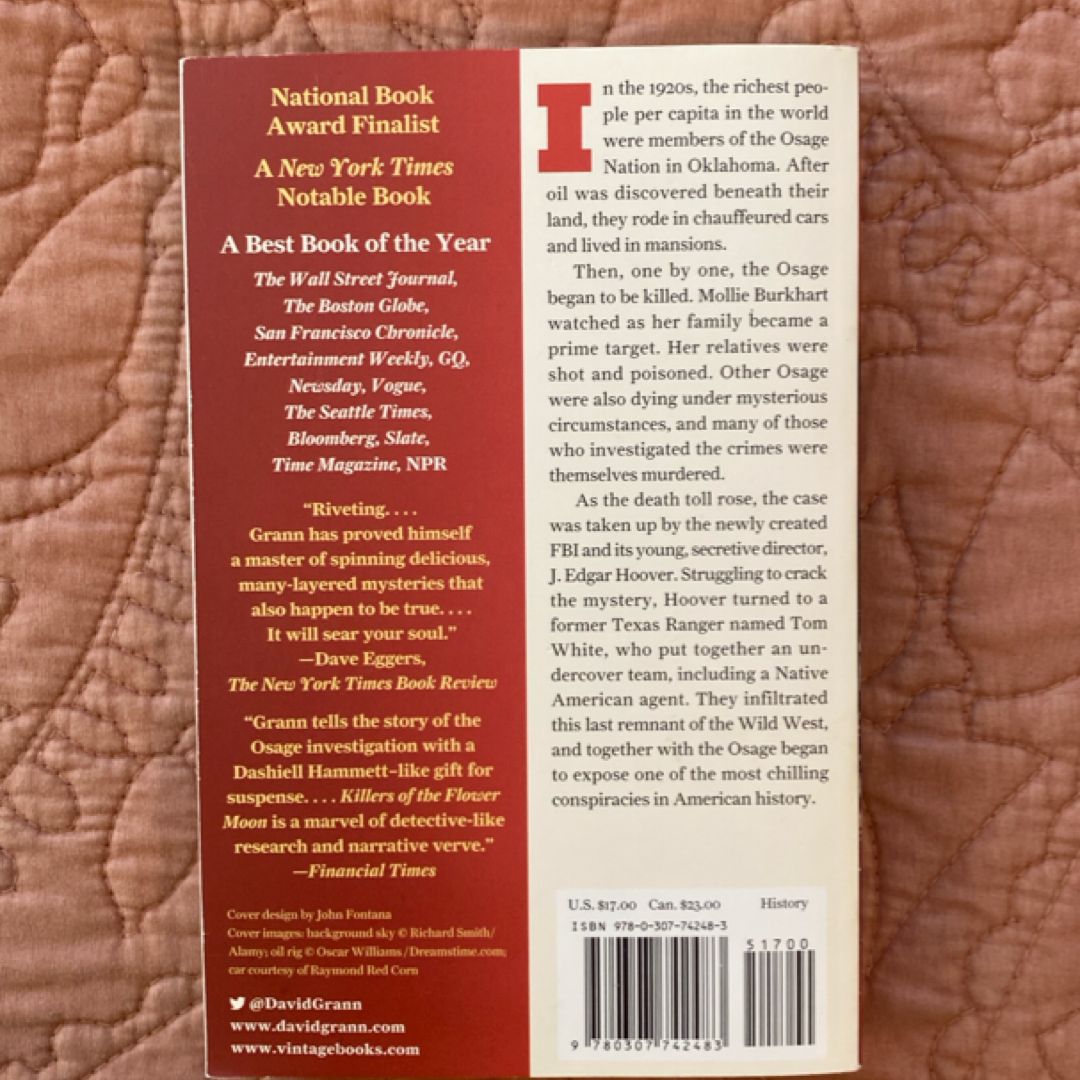 National Book
Award Finalist
A New York Times
Notable Book
A Best Book of the Year
The Wall Street Journal,
The Boston Globe,
San Francisco Chronicle,
Entertainment Weekly, GQ,
Newsday, Vogue,
The Seattle Times,
Bloomberg, Slate,
Time Magazine, NPR
“Riveting. . . .
Grann has proved himself
a master of spinning delicious,
many-layered mysteries that
also happen to be true. . . .
It will sear your soul.”
—Dave Eggers,
The New York Times Book Review
“Grann tells the story of the
Osage investigation with a
Dashiell Hammett–like gift for
suspense. . . . Killers of the Flower
Moon is a marvel of detective-like
research and narrative verve.”
—Financial Times
Cover design by John Fontana
Cover images: background sky © Richard Smith/
Alamy; oil rig © Oscar Williams/Dreamstime.com;
car courtesy of Raymond Red Corn
@DavidGrann
www.davidgrann.com
www.vintagebooks.com
In the 1920s, the richest peo-
ple per capita in the world
were members of the Osage
Nation in Oklahoma. After
oil was discovered beneath their
land, they rode in chauffeured cars
and lived in mansions.
Then, one by one, the Osage
began to be killed. Mollie Burkhart
watched as her family became a
prime target. Her relatives were
shot and poisoned. Other Osage
were also dying under mysterious
circumstances, and many of those
who investigated the crimes were
themselves murdered.
As the death toll rose, the case
was taken up by the newly created
FBI and its young, secretive director,
J. Edgar Hoover. Struggling to crack
the mystery, Hoover turned to a
former Texas Ranger named Tom
White, who put together an un-
dercover team, including a Native
American agent. They infiltrated
this last remnant of the Wild West,
and together with the Osage began
to expose one of the most chilling
conspiracies in American history.
U.S. $17.00 Can. $23.00 History
ISBN 978-0-307-74248-3
51700
9 780307 742483